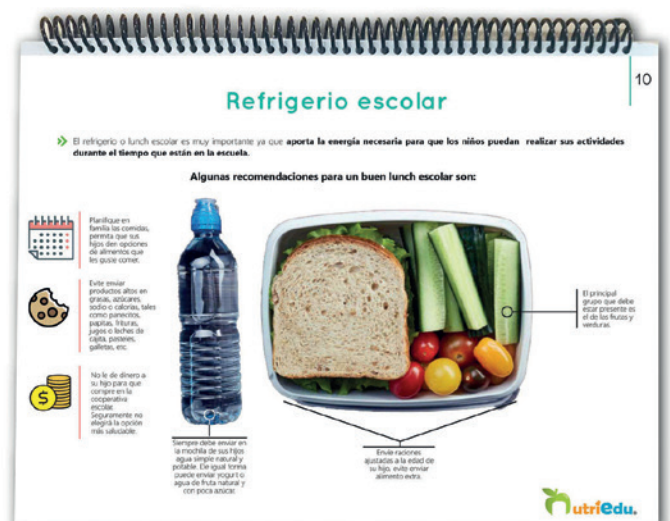 10
Refrigerio escolar
El refrigerio o lunch escolar es muy importante ya que aporta la energía necesaria para que los niños puedan realizar sus actividades
durante el tiempo que están en la escuela.
Algunas recomendaciones para un buen lunch escolar son:
Planifique en
familia las comidas,
permita que sus
hijos den opciones
de alimentos que
les guste comer.
Evite enviar
productos altos en
grasas, azúcares,
sodio o calorías, tales
como panecitos,
papitas, frituras,
jugos o leches de
cajita, pasteles,
galletas, etc.
$
No le de dinero a
su hijo para que
compre en la
cooperativa
escolar.
Seguramente no
elegirá la opción
más saludable.
Siempre debe enviar en
la mochila de sus hijos
agua simple natural y
potable. De igual forma
puede enviar yogurt o
agua de fruta natural y
con poca azúcar.
Envíe raciones
ajustadas a la edad de
su hijo, evite enviar
alimento extra.
El principal
grupo que debe
estar presente es
el de las frutas y
verduras.
nutriEdu.